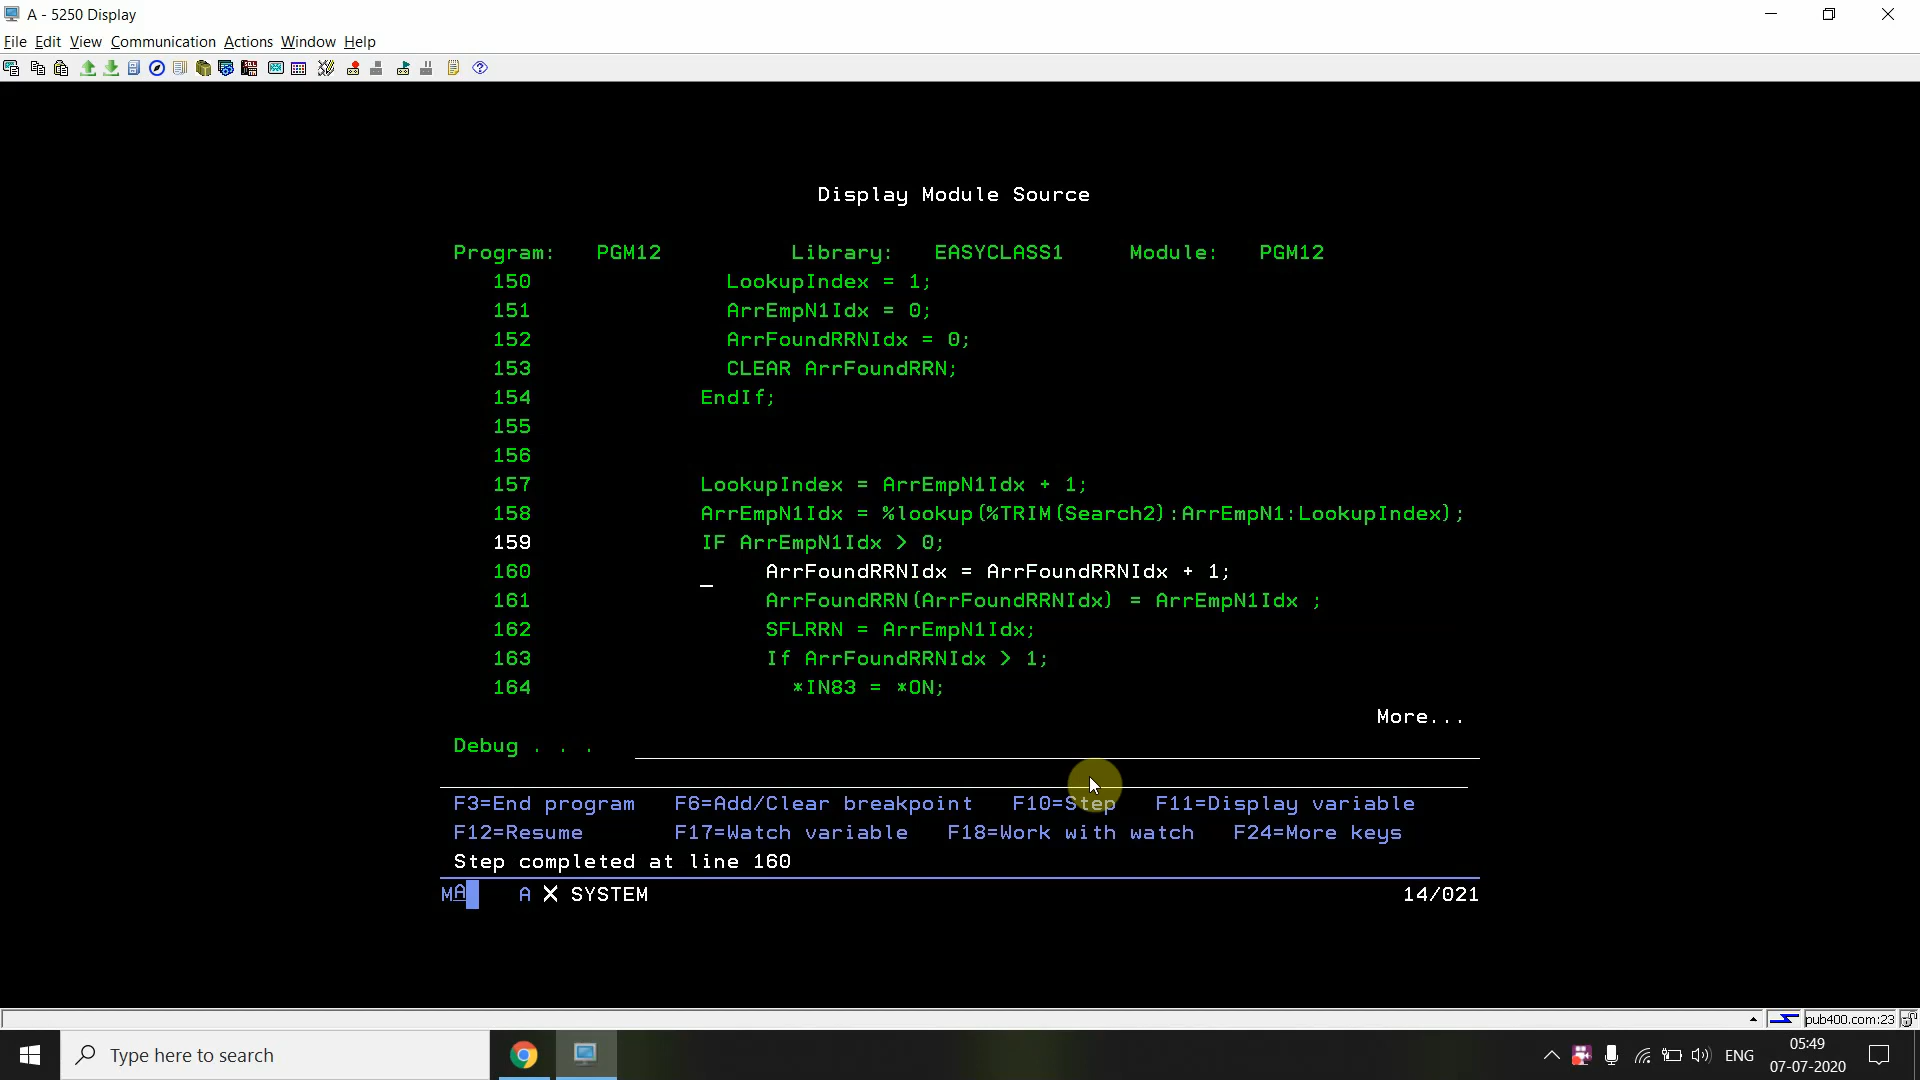 A - 5250 Display
File Edit View Communication Actions Window Help
Display Module Source
Program: PGM12 Library: EASYCLASS1 Module: PGM12
150 LookupIndex = 1;
151 ArrEmpN1Idx = 0;
152 ArrFoundRRNIdx = 0;
153 CLEAR ArrFoundRRN;
154 EndIf;
155
156
157 LookupIndex = ArrEmpN1Idx + 1;
158 ArrEmpN1Idx = %lookup(%TRIM(Search2):ArrEmpN1:LookupIndex);
159 IF ArrEmpN1Idx > 0;
160 _ ArrFoundRRNIdx = ArrFoundRRNIdx + 1;
161 ArrFoundRRN(ArrFoundRRNIdx) = ArrEmpN1Idx ;
162 SFLRRN = ArrEmpN1Idx;
163 If ArrFoundRRNIdx > 1;
164 *IN83 = *ON;
More...
Debug . . .
F3=End program F6=Add/Clear breakpoint F10=Step F11=Display variable
F12=Resume F17=Watch variable F18=Work with watch F24=More keys
Step completed at line 160
MA A X SYSTEM 14/021
pub400.com:23
Type here to search
ENG
05:49
07-07-2020